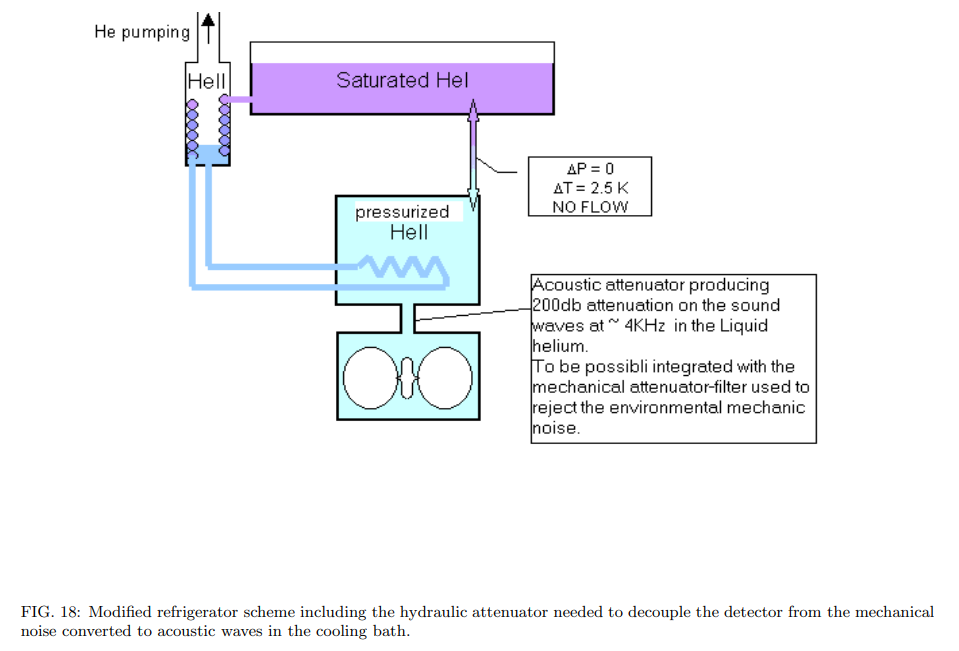 He pumping
HeII
Saturated HeI
ΔP = 0
ΔT = 2.5 K
NO FLOW
pressurized
HeII
Acoustic attenuator producing
200db attenuation on the sound
waves at ~ 4KHz in the Liquid
helium.
To be possibli integrated with the
mechanical attenuator-filter used to
reject the environmental mechanic
noise.
FIG. 18: Modified refrigerator scheme including the hydraulic attenuator needed to decouple the detector from the mechanical
noise converted to acoustic waves in the cooling bath.